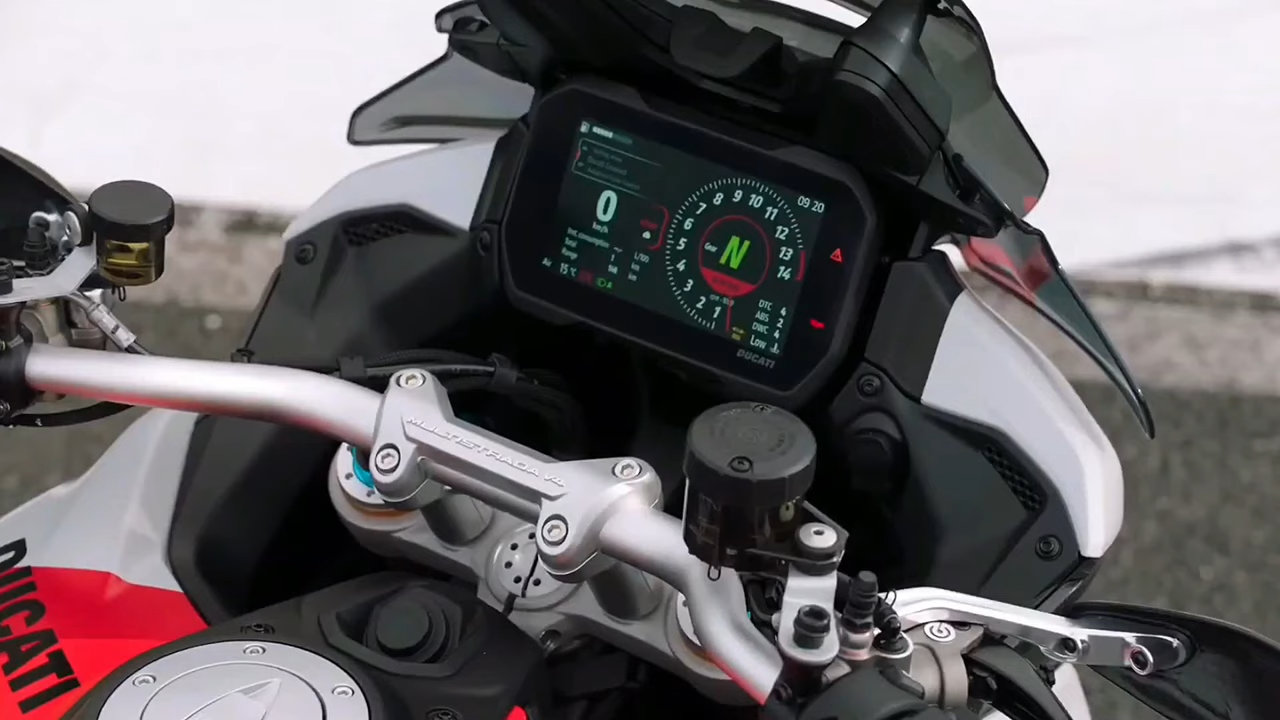 0
km/h
Inst. consumption
L/100
Total
1
km
Range
km
Air
15 °C
A
Gear
N
1
2
3
4
5
6
7
8
9
10
11
12
13
14
09 20
DTC 4
ABS 2
DWC 4
Low
DUCATI
MULTISTRADA V4
DUCATI